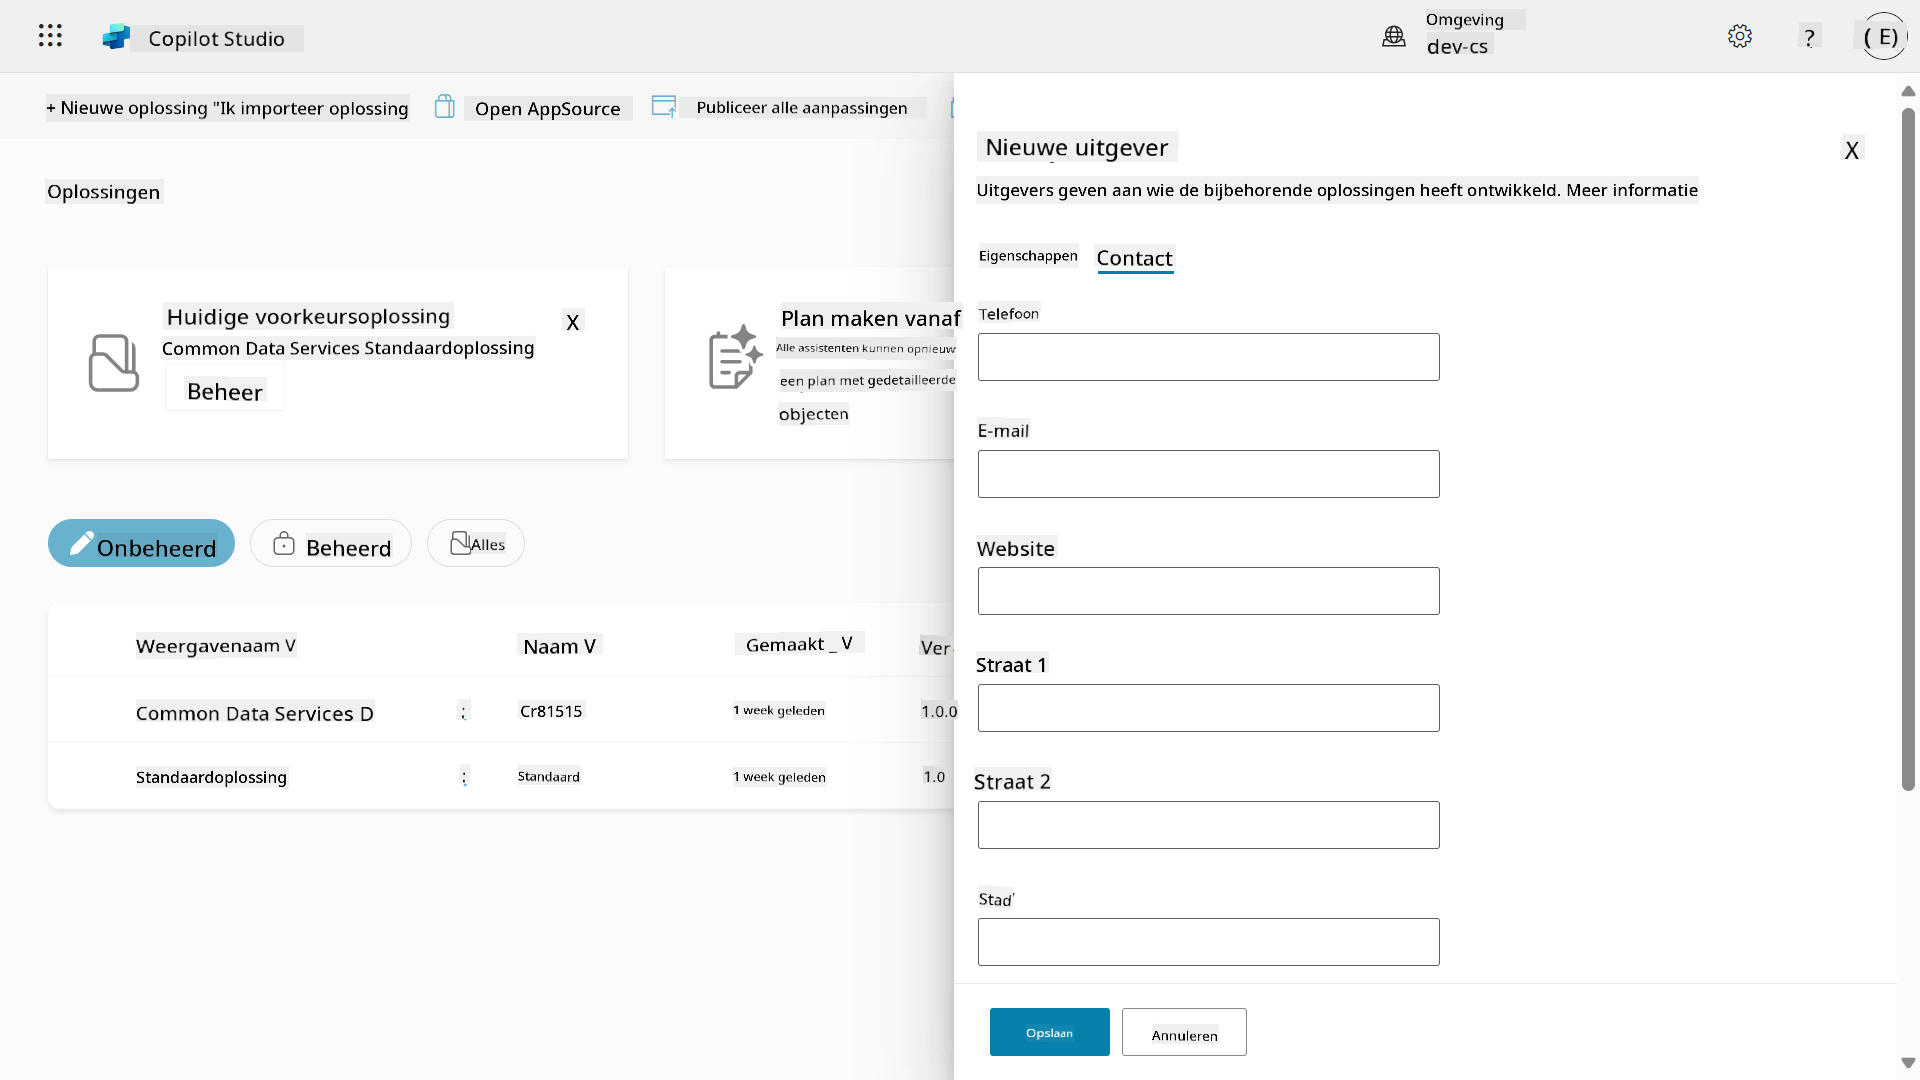 Copilot Studio
Omgeving
dev-cs
?
( E)
+ Nieuwe oplossing "Ik importeer oplossing
Open AppSource
Publiceer alle aanpassingen
Oplossingen
Huidige voorkeursoplossing
X
Common Data Services Standaardoplossing
Beheer
Plan maken vanaf
Alle assistenten kunnen opnieuw
een plan met gedetailleerde
objecten
Onbeheerd
Beheerd
Alles
Weergavenaam V
Naam V
Gemaakt _ V
Ver
Common Data Services D
:
Cr81515
1 week geleden
1.0.0
Standaardoplossing
:
Standaard
1 week geleden
1.0
Nieuwe uitgever
X
Uitgevers geven aan wie de bijbehorende oplossingen heeft ontwikkeld. Meer informatie
Eigenschappen
Contact
Telefoon
E-mail
Website
Straat 1
Straat 2
Stad'
Opslaan
Annuleren